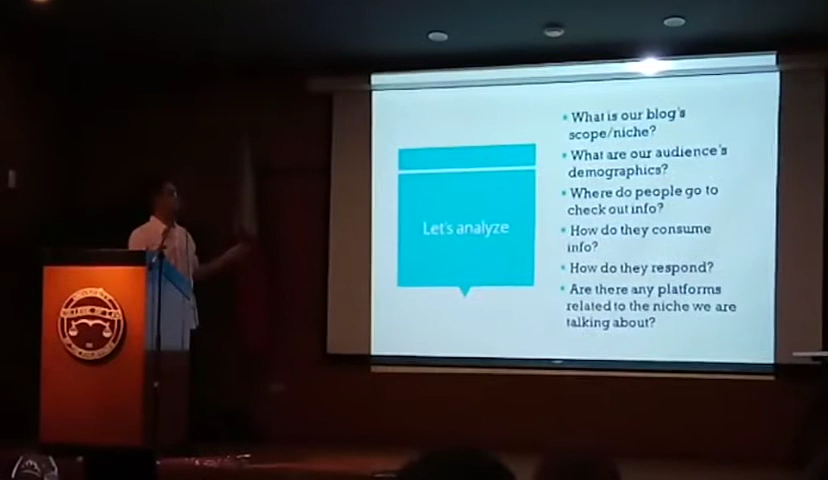 Let's analyze
• What is our blog's
scope/niche?
• What are our audience's
demographics?
• Where do people go to
check out info?
• How do they consume
info?
• How do they respond?
• Are there any platforms
related to the niche we are
talking about?